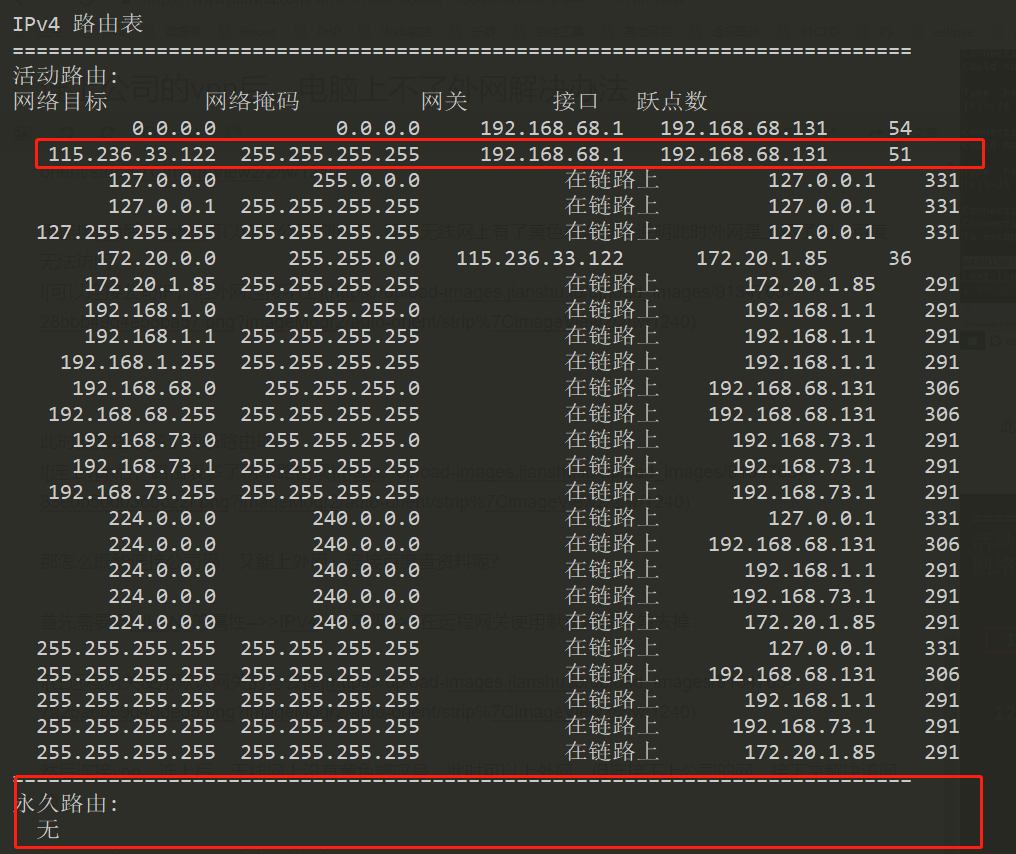 IPv4 路由表
===========================================================================
活动路由:
网络目标 网络掩码 网关 接口 跃点数
0.0.0.0 0.0.0.0 192.168.68.1 192.168.68.131 54
115.236.33.122 255.255.255.255 192.168.68.1 192.168.68.131 51
127.0.0.0 255.0.0.0 在链路上 127.0.0.1 331
127.0.0.1 255.255.255.255 在链路上 127.0.0.1 331
127.255.255.255 255.255.255.255 在链路上 127.0.0.1 331
172.20.0.0 255.255.0.0 115.236.33.122 172.20.1.85 36
172.20.1.85 255.255.255.255 在链路上 172.20.1.85 291
192.168.1.0 255.255.255.0 在链路上 192.168.1.1 291
192.168.1.1 255.255.255.255 在链路上 192.168.1.1 291
192.168.1.255 255.255.255.255 在链路上 192.168.1.1 291
192.168.68.0 255.255.255.0 在链路上 192.168.68.131 306
192.168.68.255 255.255.255.255 在链路上 192.168.68.131 306
192.168.73.0 255.255.255.0 在链路上 192.168.73.1 291
192.168.73.1 255.255.255.255 在链路上 192.168.73.1 291
192.168.73.255 255.255.255.255 在链路上 192.168.73.1 291
224.0.0.0 240.0.0.0 在链路上 127.0.0.1 331
224.0.0.0 240.0.0.0 在链路上 192.168.68.131 306
224.0.0.0 240.0.0.0 在链路上 192.168.1.1 291
224.0.0.0 240.0.0.0 在链路上 192.168.73.1 291
224.0.0.0 240.0.0.0 在链路上 172.20.1.85 291
255.255.255.255 255.255.255.255 在链路上 127.0.0.1 331
255.255.255.255 255.255.255.255 在链路上 192.168.68.131 306
255.255.255.255 255.255.255.255 在链路上 192.168.1.1 291
255.255.255.255 255.255.255.255 在链路上 192.168.73.1 291
255.255.255.255 255.255.255.255 在链路上 172.20.1.85 291
===========================================================================
永久路由:
无